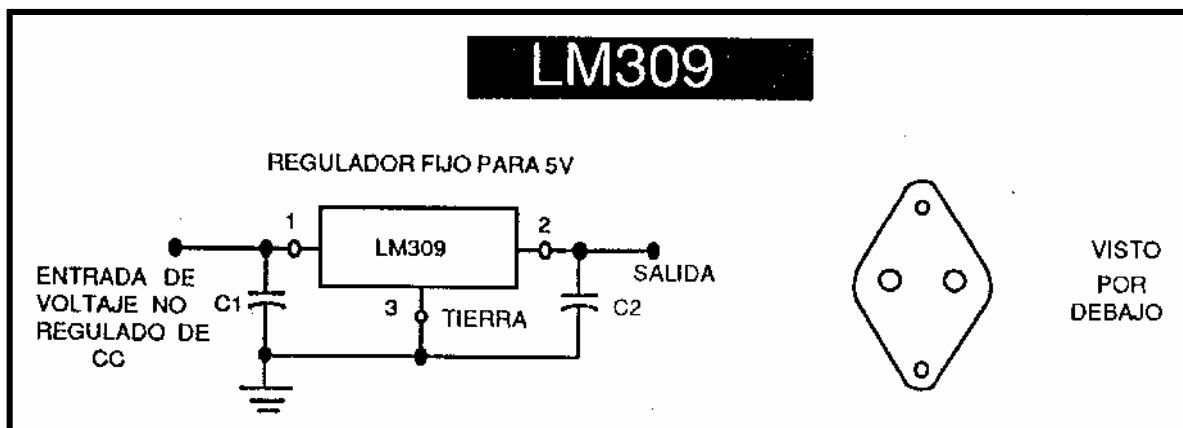 LM309
REGULADOR FIJO PARA 5V
1
LM309
2
ENTRADA DE
VOLTAJE NO
REGULADO DE
CC
C1
3
TIERRA
C2
SALIDA
VISTO
POR
DEBAJO